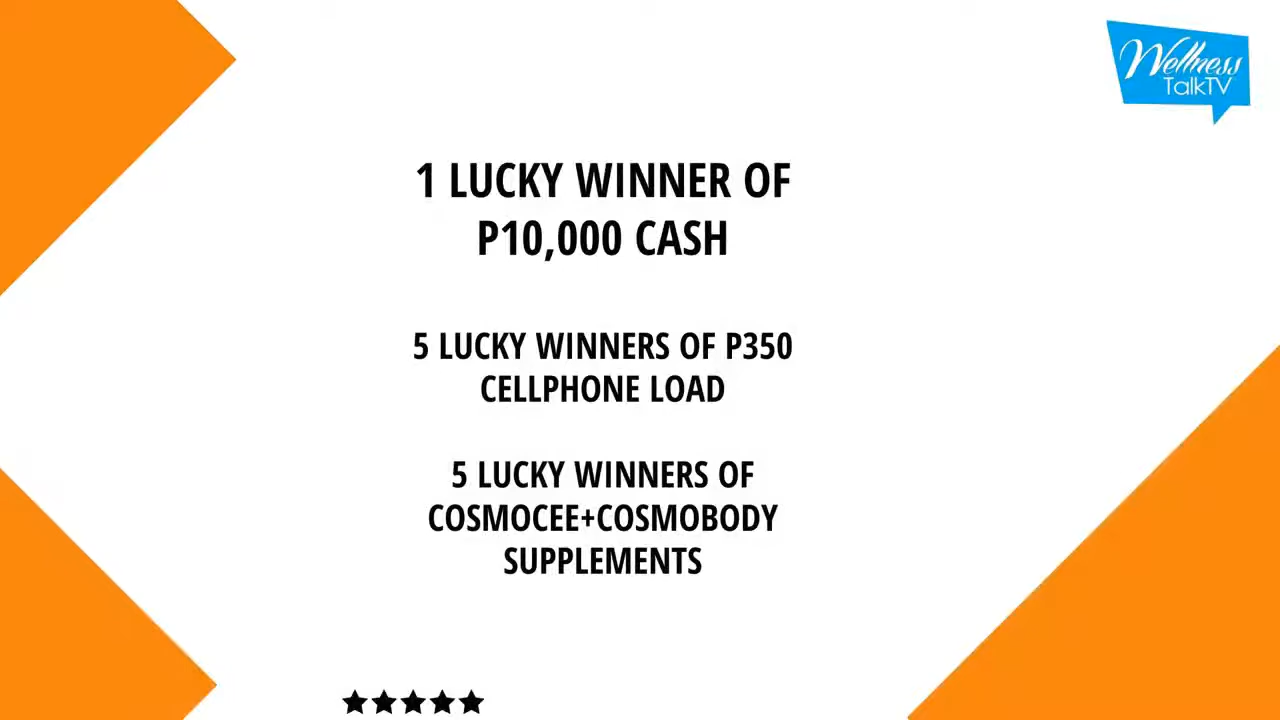 Wellness
TalkTV
1 LUCKY WINNER OF
P10,000 CASH
5 LUCKY WINNERS OF P350
CELLPHONE LOAD
5 LUCKY WINNERS OF
COSMOCEE+COSMOBODY
SUPPLEMENTS